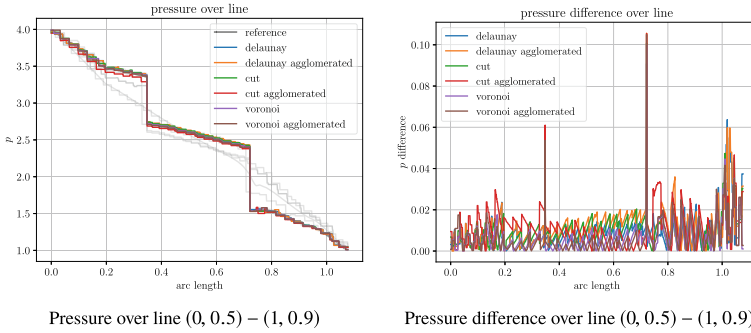 pressure over line
4.0
3.5
3.0
2.5
2.0
1.5
1.0
p
0.0
0.2
0.4
0.6
0.8
1.0
arc length
reference
delaunay
delaunay agglomerated
cut
cut agglomerated
voronoi
voronoi agglomerated
Pressure over line (0, 0.5) – (1, 0.9)
pressure difference over line
0.10
0.08
0.06
0.04
0.02
0.00
p difference
0.0
0.2
0.4
0.6
0.8
1.0
arc length
delaunay
delaunay agglomerated
cut
cut agglomerated
voronoi
voronoi agglomerated
Pressure difference over line (0, 0.5) – (1, 0.9